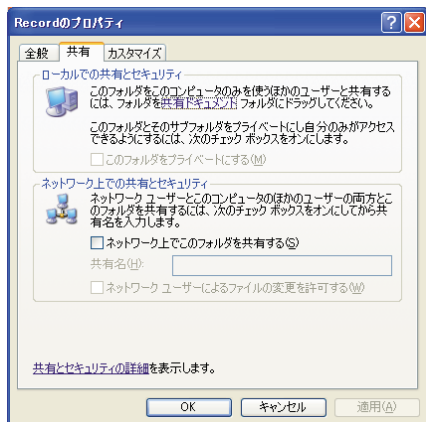 Recordのプロパティ
全般 共有 カスタマイズ
ローカルでの共有とセキュリティ
このフォルダをこのコンピュータのみを使うほかのユーザーと共有する
には、フォルダを共有ドキュメント フォルダにドラッグしてください。
このフォルダとそのサブフォルダをプライベートにし自分のみがアクセス
できるようにするには、次のチェック ボックスをオンにします。
このフォルダをプライベートにする(M)
ネットワーク上での共有とセキュリティ
ネットワーク ユーザーとこのコンピュータのほかのユーザーの両方とこ
のフォルダを共有するには、次のチェック ボックスをオンにしてから共
有名を入力します。
ネットワーク上でこのフォルダを共有する(S)
共有名(H):
ネットワーク ユーザーによるファイルの変更を許可する(W)
共有とセキュリティの詳細を表示します。
OK キャンセル 適用(A)